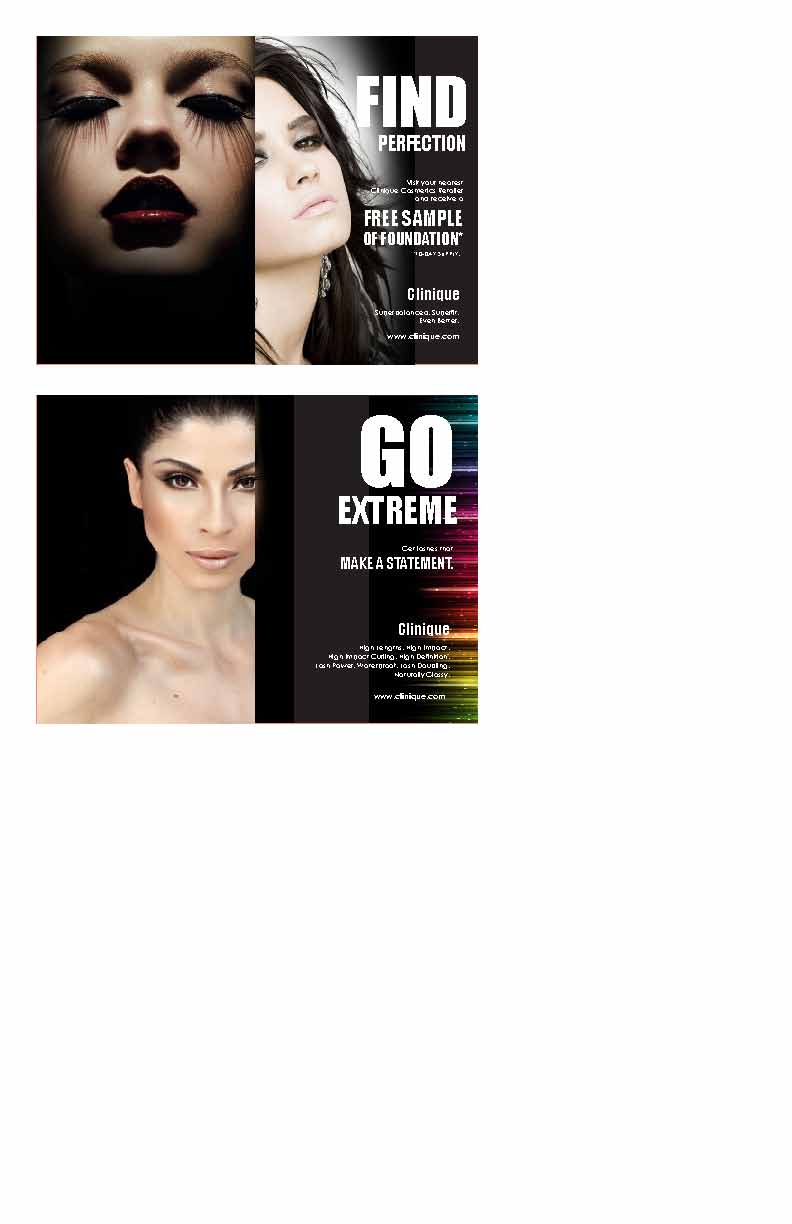 FIND
PERFECTION
Visit your nearest
Clinique Cosmetics Retailer
and receive a
FREE SAMPLE
OF FOUNDATION*
*10-DAY SUPPLY.
Clinique
Superbalanced. Superfit.
Even Better.
www.clinique.com
GO
EXTREME
Get lashes that
MAKE A STATEMENT.
Clinique
High Lengths. High Impact.
High Impact Curling. High Definition.
Lash Power. Waterproof. Lash Doubling.
Naturally Glossy.
www.clinique.com